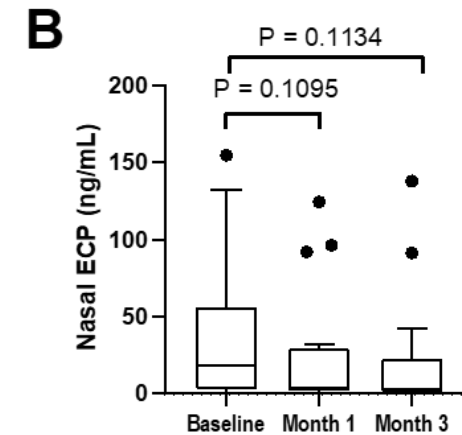 B
P = 0.1134
P = 0.1095
Nasal ECP (ng/mL)
200
150
100
50
0
Baseline Month 1 Month 3